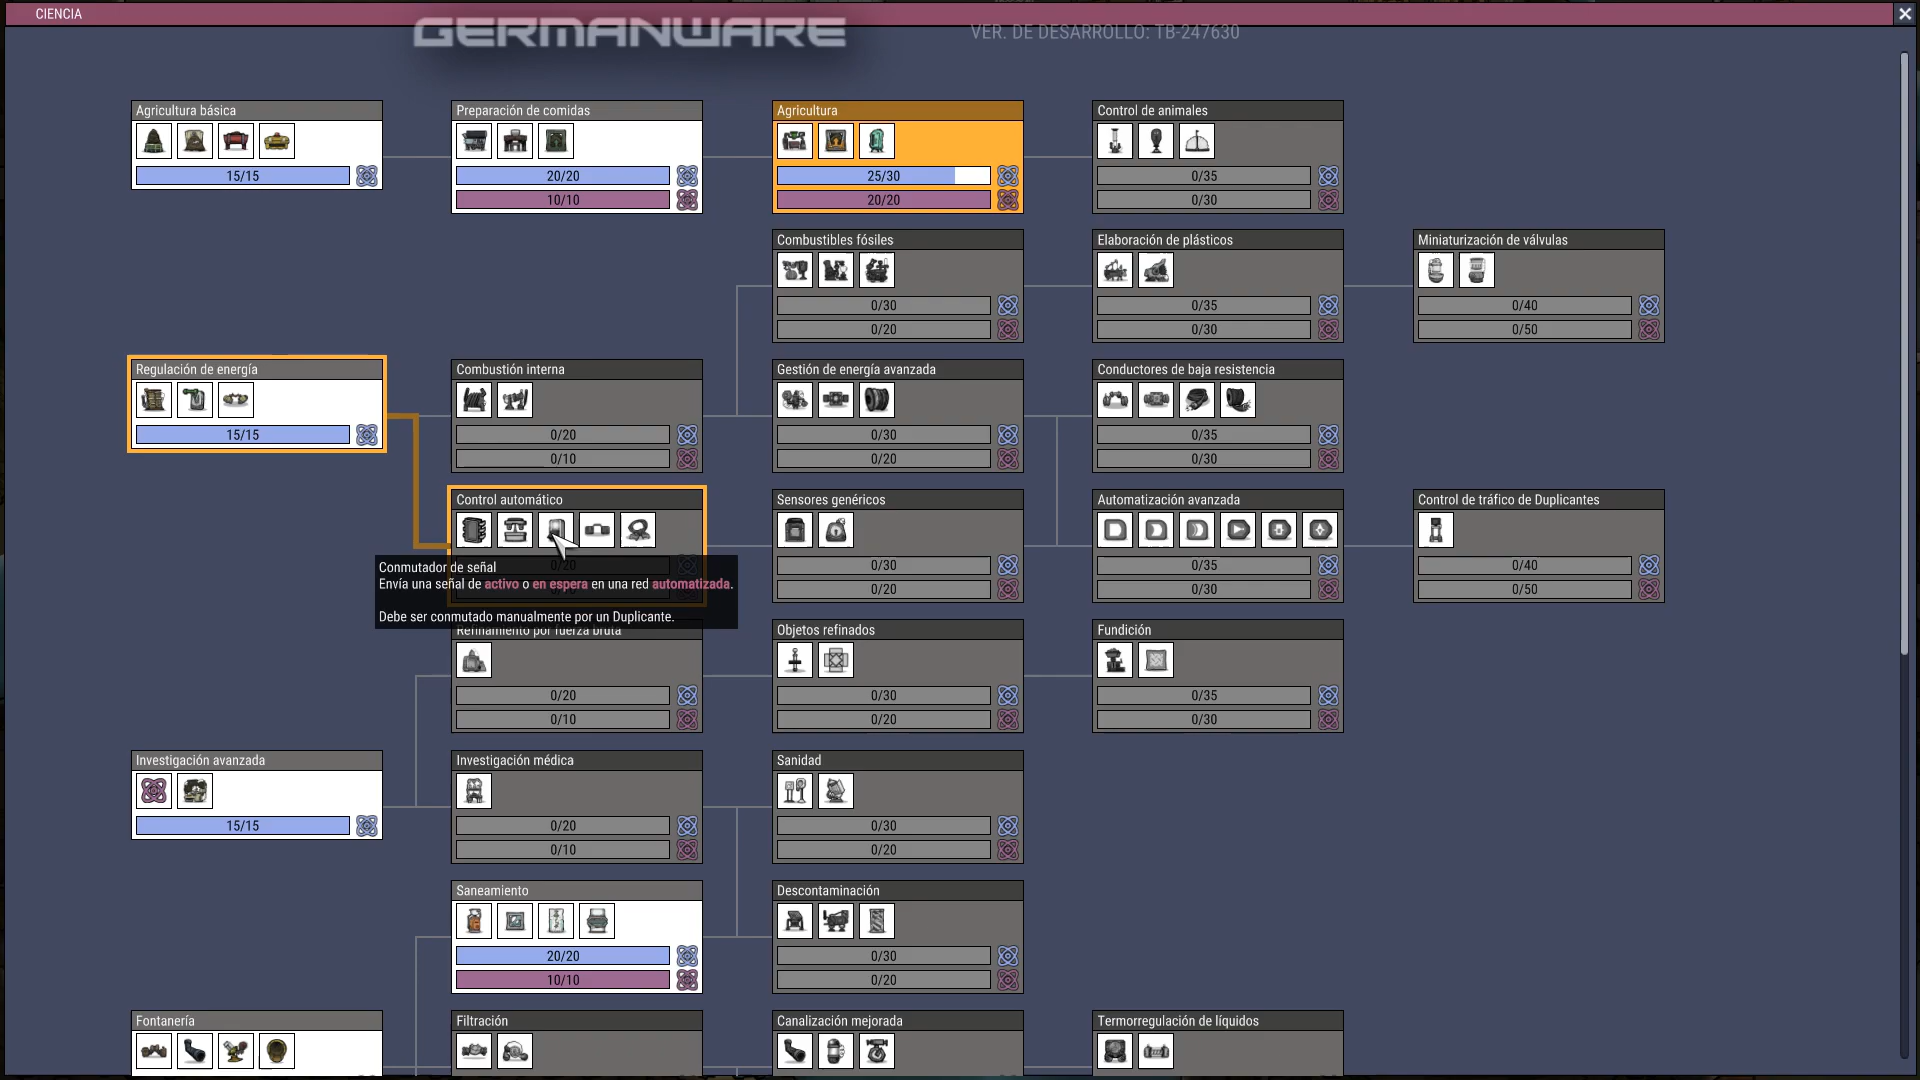 CIENCIA
GERMANWARE
VER. DE DESARROLLO: TB-247630
Agricultura básica
15/15
Preparación de comidas
20/20
10/10
Agricultura
25/30
20/20
Control de animales
0/35
0/30
Combustibles fósiles
0/30
0/20
Elaboración de plásticos
0/35
0/30
Miniaturización de válvulas
0/40
0/50
Regulación de energía
15/15
Combustión interna
0/20
0/10
Gestión de energía avanzada
0/30
0/20
Conductores de baja resistencia
0/35
0/30
Control automático
0/20
Conmutador de señal
Envía una señal de activo o en espera en una red automatizada.
Debe ser conmutado manualmente por un Duplicante.
Sensores genéricos
0/30
0/20
Automatización avanzada
0/35
0/30
Control de tráfico de Duplicantes
0/40
0/50
Refinamiento por fuerza bruta
0/20
0/10
Objetos refinados
0/30
0/20
Fundición
0/35
0/30
Investigación avanzada
15/15
Investigación médica
0/20
0/10
Sanidad
0/30
0/20
Saneamiento
20/20
10/10
Descontaminación
0/30
0/20
Fontanería
Filtración
Canalización mejorada
Termorregulación de líquidos